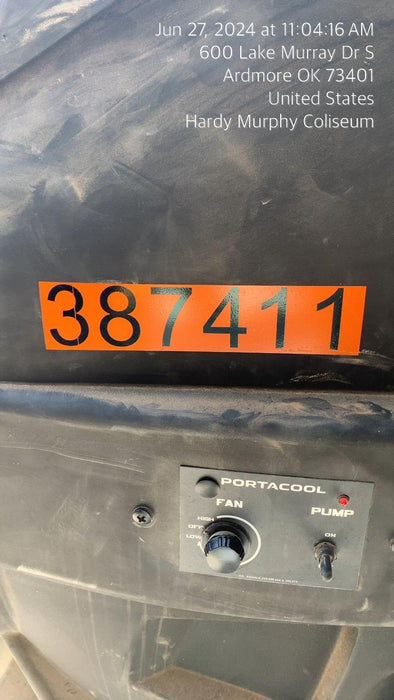 Jun 27, 2024 at 11:04:16 AM
600 Lake Murray Dr S
Ardmore OK 73401
United States
Hardy Murphy Coliseum
387411
PORTACOOL
FAN
PUMP
HIGH
OFF
LOW
ON